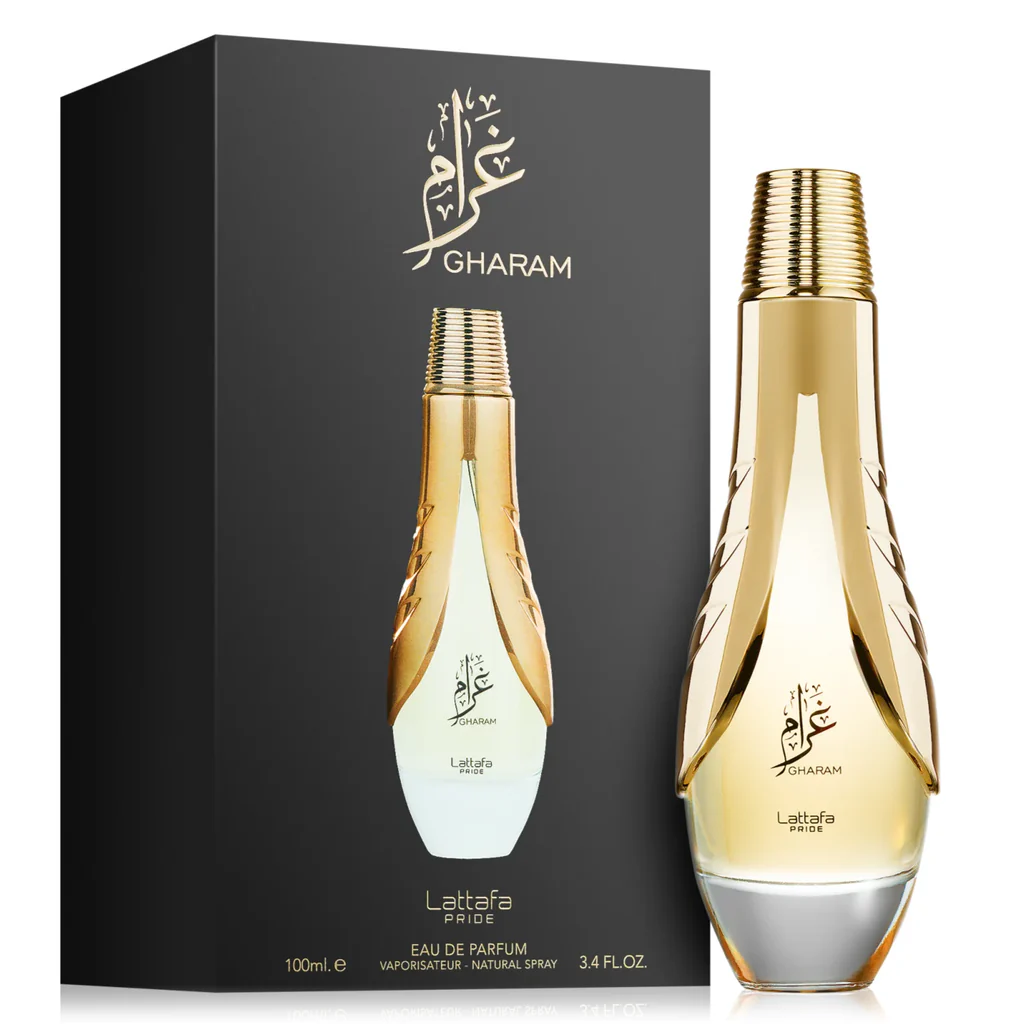 غرام
GHARAM
غرام
GHARAM
Lattafa
PRIDE
Lattafa
PRIDE
100ml. e
EAU DE PARFUM
VAPORISATEUR - NATURAL SPRAY
3.4 FL.OZ.
غرام
GHARAM
Lattafa
PRIDE